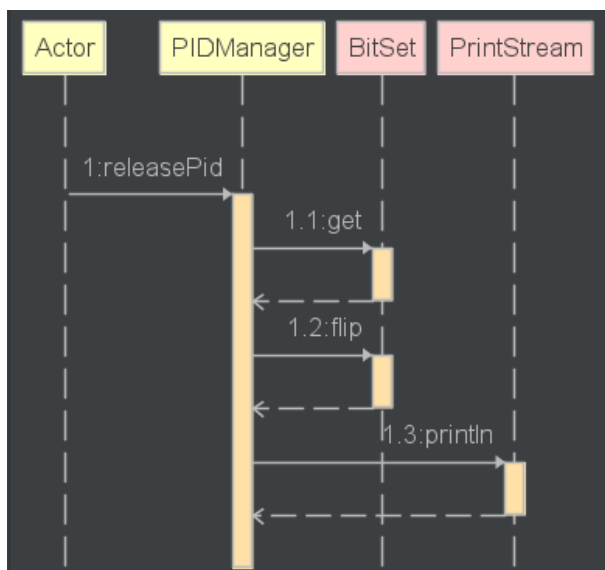 Actor PIDManager BitSet PrintStream
1:releasePid
1.1:get
1.2:flip
1.3:println